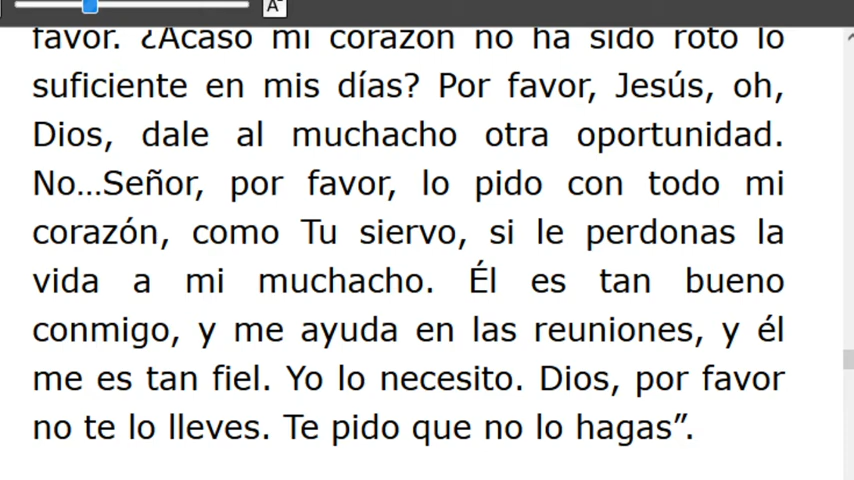 A
favor. ¿Acaso mi corazón no ha sido roto lo
suficiente en mis días? Por favor, Jesús, oh,
Dios, dale al muchacho otra oportunidad.
No...Señor, por favor, lo pido con todo mi
corazón, como Tu siervo, si le perdonas la
vida a mi muchacho. Él es tan bueno
conmigo, y me ayuda en las reuniones, y él
me es tan fiel. Yo lo necesito. Dios, por favor
no te lo lleves. Te pido que no lo hagas”.